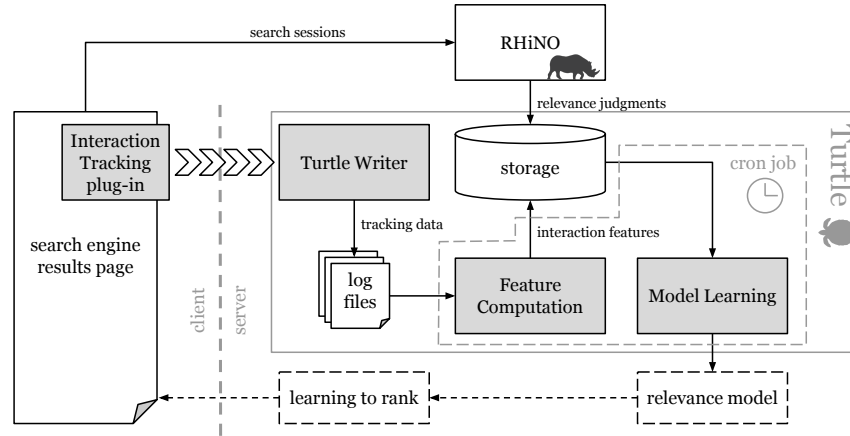 search sessions
RHiNO
relevance judgments
Interaction
Tracking
plug-in
Turtle Writer
storage
cron job
Turtle
tracking data
interaction features
search engine
results page
log
files
Feature
Computation
Model Learning
client
server
learning to rank
relevance model